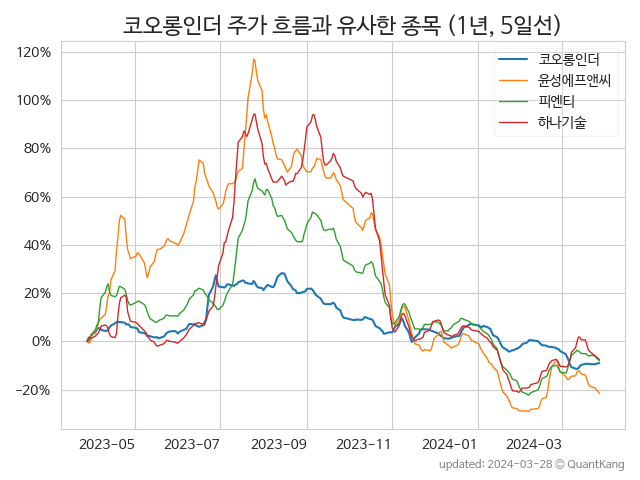 코오롱인더 주가 흐름과 유사한 종목 (1년, 5일선)
코오롱인더
윤성에프앤씨
피엔티
하나기술
120%
100%
80%
60%
40%
20%
0%
−20%
2023-05
2023-07
2023-09
2023-11
2024-01
2024-03
updated: 2024-03-28 © QuantKang